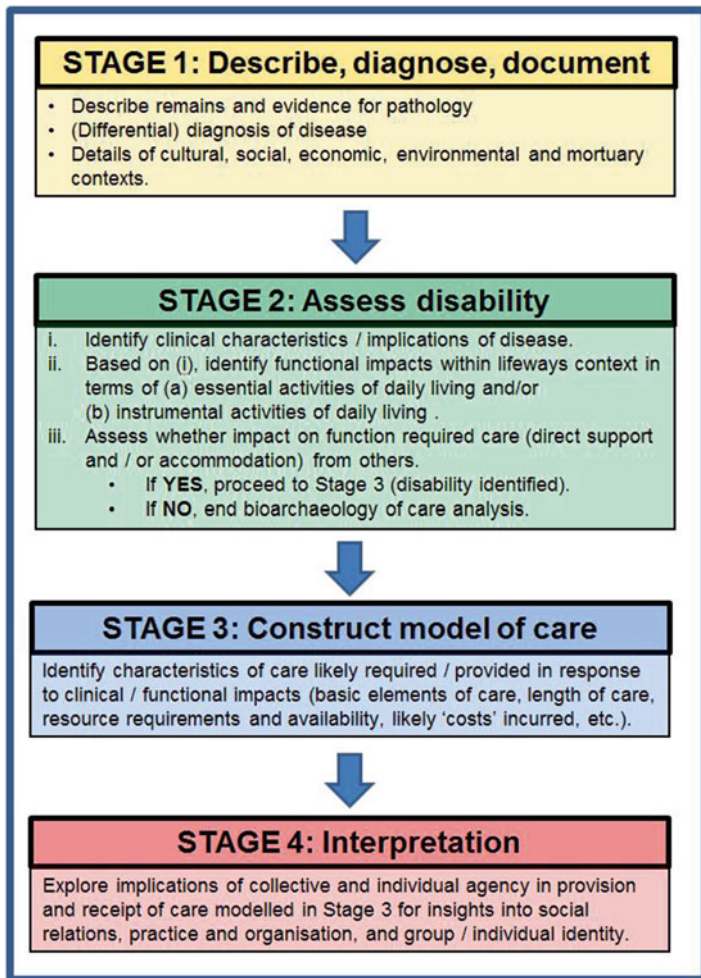 STAGE 1: Describe, diagnose, document
• Describe remains and evidence for pathology
• (Differential) diagnosis of disease
• Details of cultural, social, economic, environmental and mortuary
contexts.
STAGE 2: Assess disability
i. Identify clinical characteristics / implications of disease.
ii. Based on (i), identify functional impacts within lifeways context in
terms of (a) essential activities of daily living and/or
(b) instrumental activities of daily living .
iii. Assess whether impact on function required care (direct support
and / or accommodation) from others.
• If YES, proceed to Stage 3 (disability identified).
• If NO, end bioarchaeology of care analysis.
STAGE 3: Construct model of care
Identify characteristics of care likely required / provided in response
to clinical / functional impacts (basic elements of care, length of care,
resource requirements and availability, likely ‘costs’ incurred, etc.).
STAGE 4: Interpretation
Explore implications of collective and individual agency in provision
and receipt of care modelled in Stage 3 for insights into social
relations, practice and organisation, and group / individual identity.